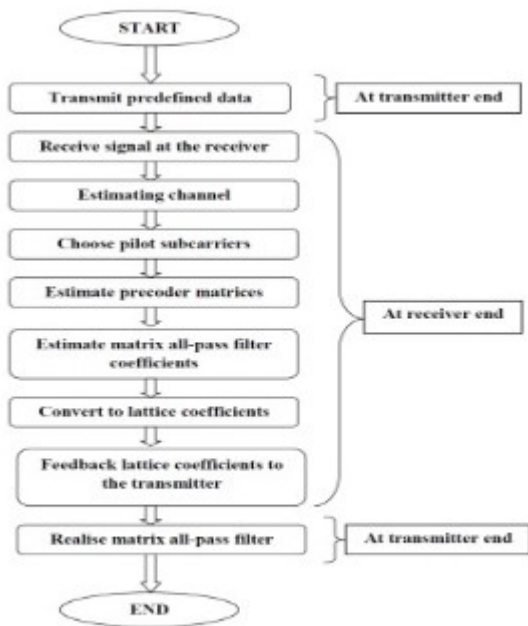 START
Transmit predefined data
At transmitter end
Receive signal at the receiver
Estimating channel
Choose pilot subcarriers
Estimate precoder matrices
At receiver end
Estimate matrix all-pass filter
coefficients
Convert to lattice coefficients
Feedback lattice coefficients to
the transmitter
Realise matrix all-pass filter
At transmitter end
END